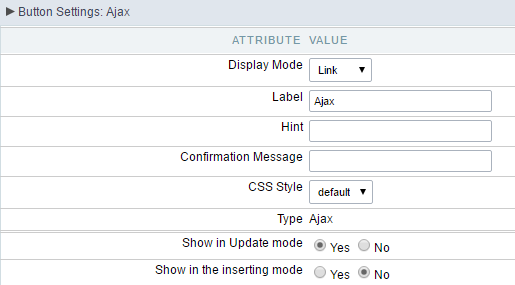 Button Settings: Ajax
ATTRIBUTE VALUE
Display Mode Link
Label Ajax
Hint
Confirmation Message
CSS Style default
Type Ajax
Show in Update mode Yes No
Show in the inserting mode Yes No